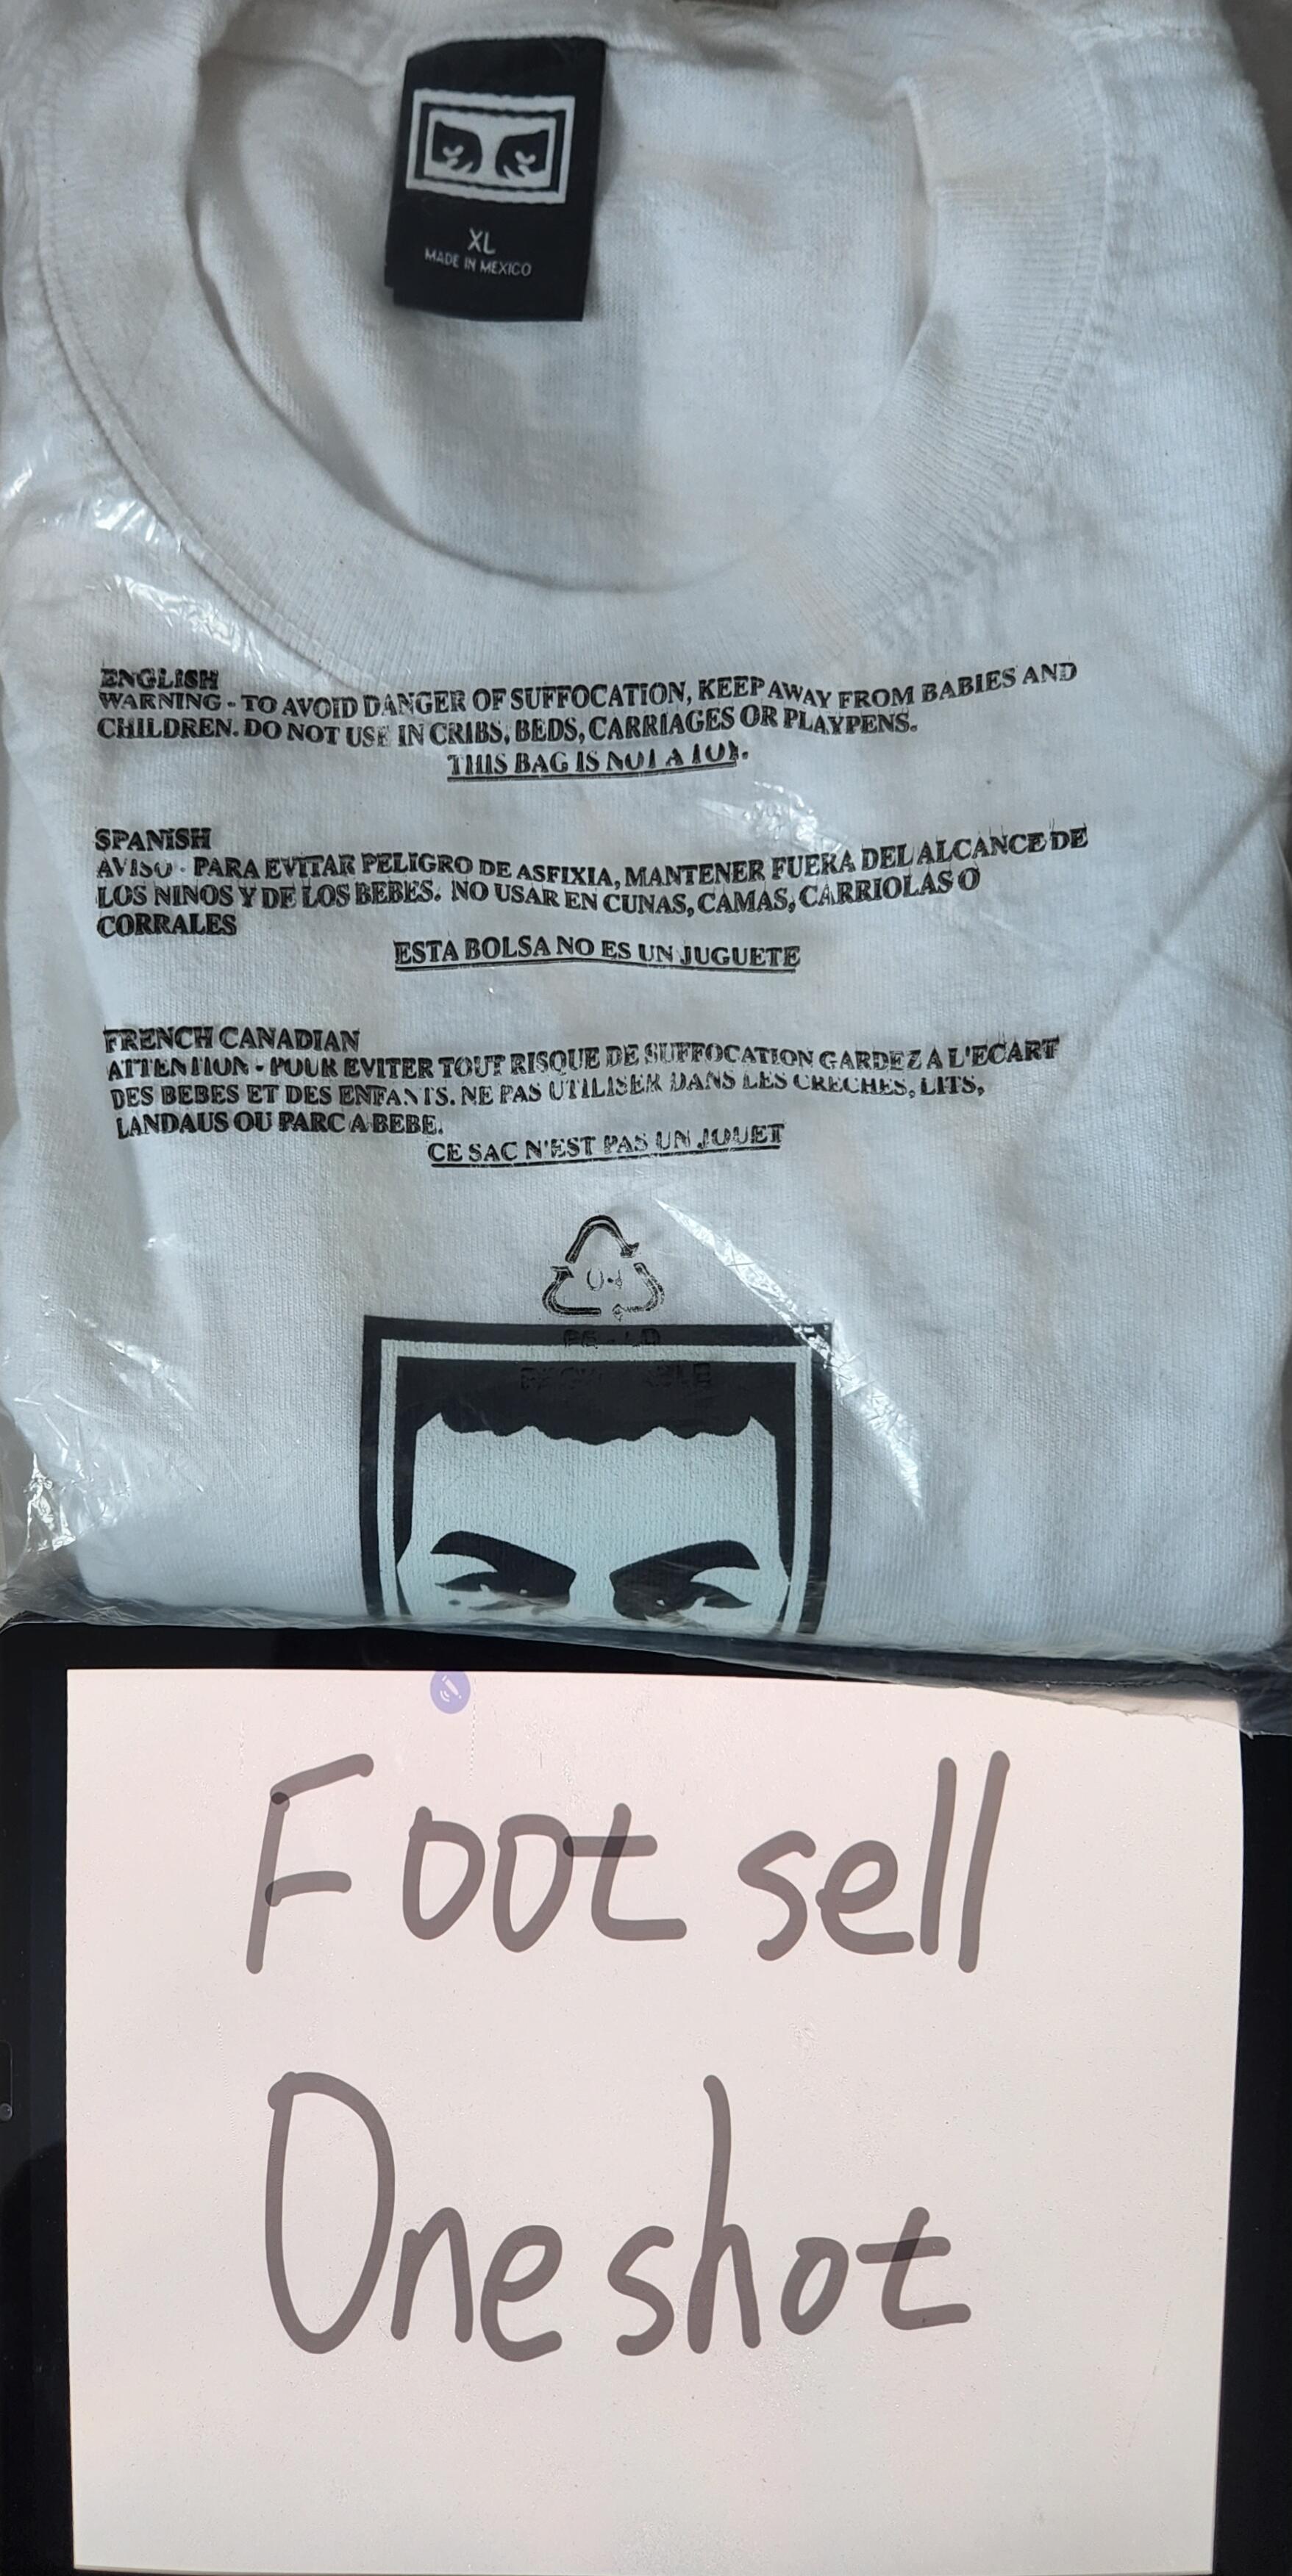 XL
MADE IN MEXICO
ENGLISH
WARNING - TO AVOID DANGER OF SUFFOCATION, KEEP AWAY FROM BABIES AND
CHILDREN. DO NOT USE IN CRIBS, BEDS, CARRIAGES OR PLAYPENS.
THIS BAG IS NOT A TOY.
SPANISH
AVISO - PARA EVITAR PELIGRO DE ASFIXIA, MANTENER FUERA DEL ALCANCE DE
LOS NINOS Y DE LOS BEBES. NO USAR EN CUNAS, CAMAS, CARRIOLAS O
CORRALES
ESTA BOLSA NO ES UN JUGUETE
FRENCH CANADIAN
ATTENTION - POUR EVITER TOUT RISQUE DE SUFFOCATION GARDEZ A L'ECART
DES BEBES ET DES ENFANTS. NE PAS UTILISER DANS LES CRECHES, LITS,
LANDAUS OU PARC A BEBE.
CE SAC N'EST PAS UN JOUET
Foot sell
One shot